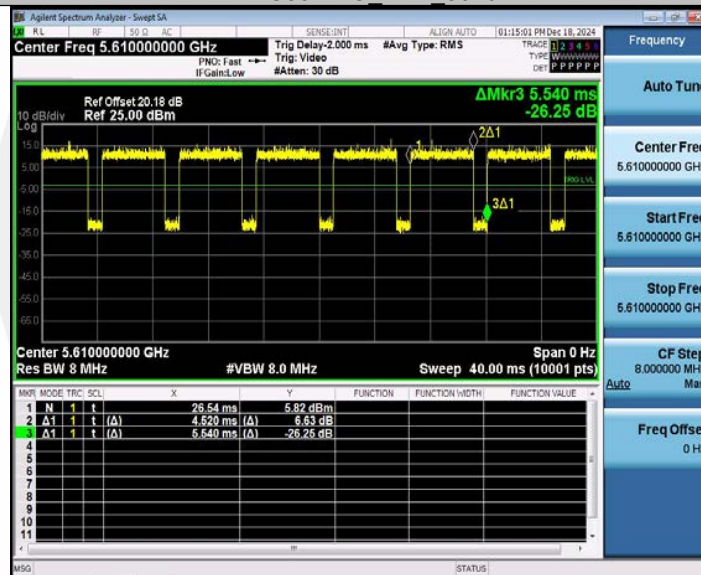 Agilent Spectrum Analyzer - Swept SA
RL RF 50 Ω AC SENSE:INT ALIGN AUTO 01:15:01 PM Dec 18, 2024
Center Freq 5.610000000 GHz
PNO: Fast
IFGain:Low
Trig Delay-2.000 ms
Trig: Video
#Atten: 30 dB
#Avg Type: RMS
TRACE 1 2 3 4 5 6
TYPE
DET P P P P P P
Frequency
Auto Tune
Center Freq
5.610000000 GH
Start Freq
5.610000000 GH
Stop Freq
5.610000000 GH
CF Step
8.000000 MH
Auto Man
Freq Offset
0 H
ΔMkr3 5.540 ms
-26.25 dB
Ref Offset 20.18 dB
10 dB/div Ref 25.00 dBm
Log
15.0
5.00
-5.00
-15.0
-25.0
-35.0
-45.0
-55.0
-65.0
1
2Δ1
3Δ1
TRIG LVL
Center 5.610000000 GHz Span 0 Hz
Res BW 8 MHz #VBW 8.0 MHz Sweep 40.00 ms (10001 pts)
MKR MODE TRC SCL X Y FUNCTION FUNCTION WIDTH FUNCTION VALUE
1 N 1 t 26.54 ms 5.82 dBm
2 Δ1 1 t (Δ) 4.520 ms (Δ) 6.63 dB
3 Δ1 1 t (Δ) 5.540 ms (Δ) -26.25 dB
4
5
6
7
8
9
10
11
MSG STATUS